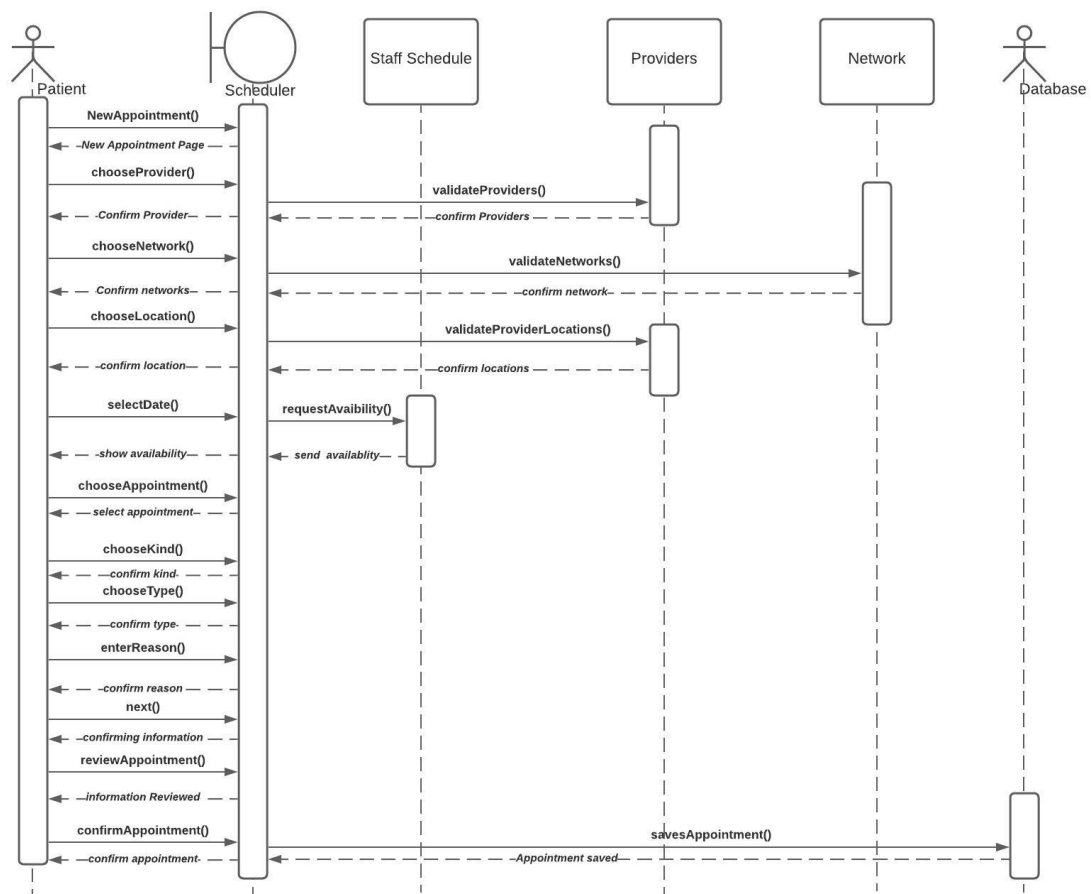 Staff Schedule
Providers
Network
Patient
Scheduler
Database
NewAppointment()
New Appointment Page
chooseProvider()
validateProviders()
Confirm Provider
confirm Providers
chooseNetwork()
validateNetworks()
Confirm networks
confirm network
chooseLocation()
validateProviderLocations()
confirm location
confirm locations
selectDate()
requestAvaibility()
show availability
send availablity
chooseAppointment()
select appointment
chooseKind()
confirm kind
chooseType()
confirm type
enterReason()
confirm reason
next()
confirming information
reviewAppointment()
information Reviewed
confirmAppointment()
savesAppointment()
confirm appointment
Appointment saved